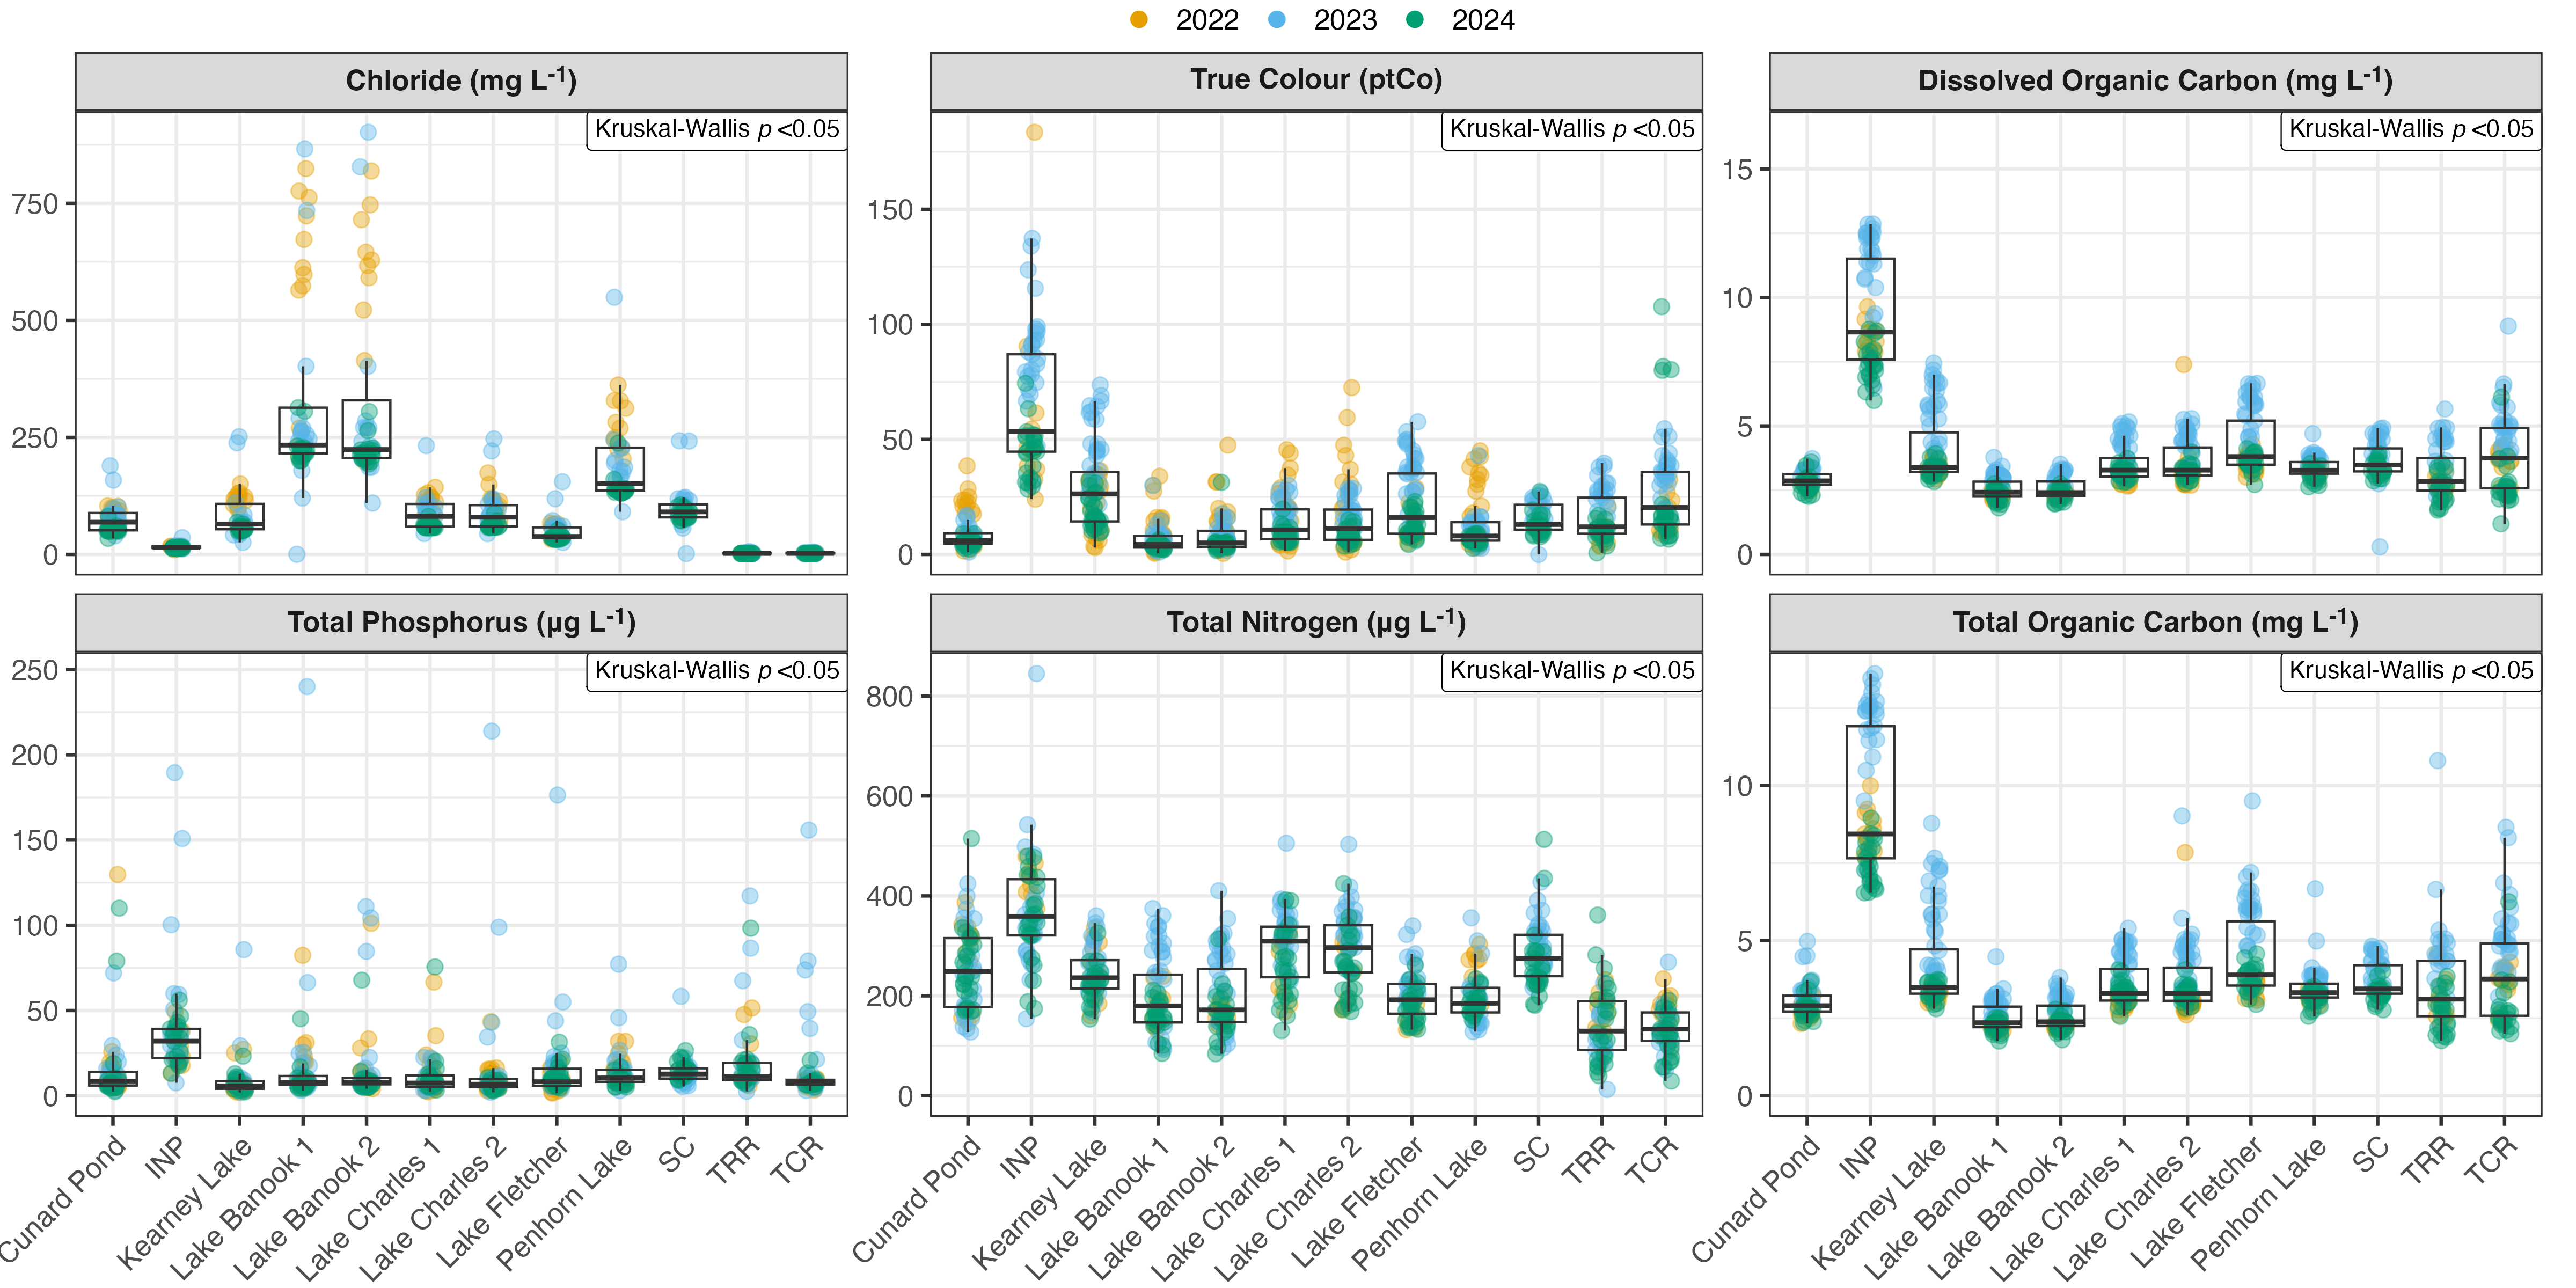 2022 2023 2024
Chloride (mg L-1)
Kruskal-Wallis p <0.05
750
500
250
0
True Colour (ptCo)
Kruskal-Wallis p <0.05
150
100
50
0
Dissolved Organic Carbon (mg L-1)
Kruskal-Wallis p <0.05
15
10
5
0
Total Phosphorus (µg L-1)
Kruskal-Wallis p <0.05
250
200
150
100
50
0
Cunard Pond
INP
Kearney Lake
Lake Banook 1
Lake Banook 2
Lake Charles 1
Lake Charles 2
Lake Fletcher
Penhorn Lake
SC
TRR
TCR
Total Nitrogen (µg L-1)
Kruskal-Wallis p <0.05
800
600
400
200
0
Cunard Pond
INP
Kearney Lake
Lake Banook 1
Lake Banook 2
Lake Charles 1
Lake Charles 2
Lake Fletcher
Penhorn Lake
SC
TRR
TCR
Total Organic Carbon (mg L-1)
Kruskal-Wallis p <0.05
10
5
0
Cunard Pond
INP
Kearney Lake
Lake Banook 1
Lake Banook 2
Lake Charles 1
Lake Charles 2
Lake Fletcher
Penhorn Lake
SC
TRR
TCR